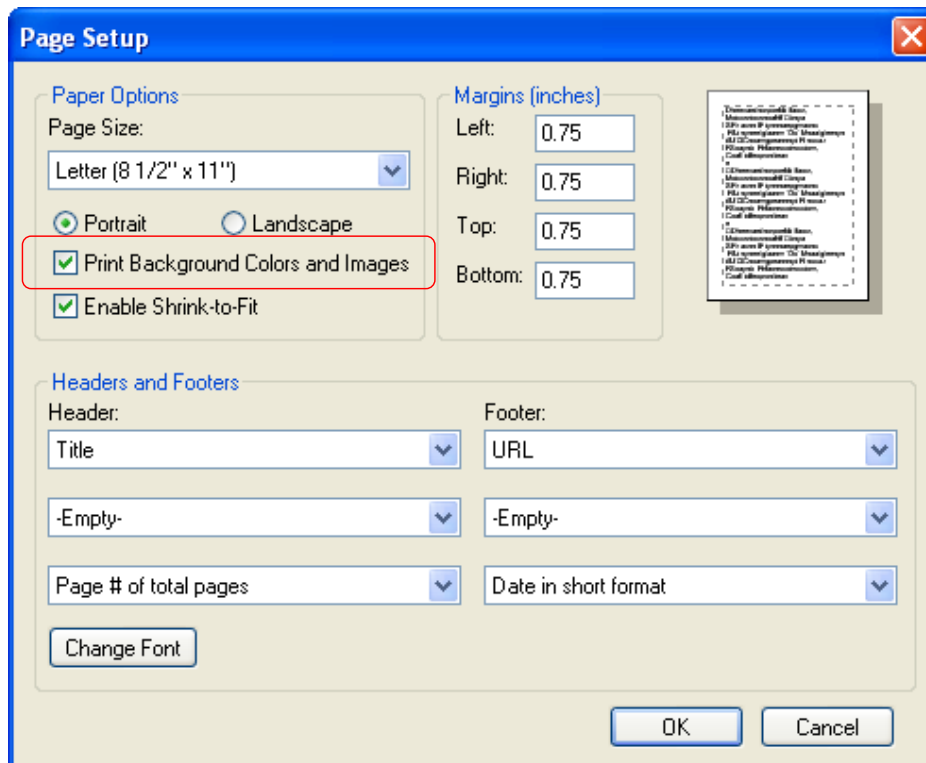 Page Setup
Paper Options
Page Size:
Letter (8 1/2" x 11")
Portrait Landscape
Print Background Colors and Images
Enable Shrink-to-Fit
Margins (inches)
Left: 0.75
Right: 0.75
Top: 0.75
Bottom: 0.75
Headers and Footers
Header: Footer:
Title URL
-Empty- -Empty-
Page # of total pages Date in short format
Change Font
OK Cancel